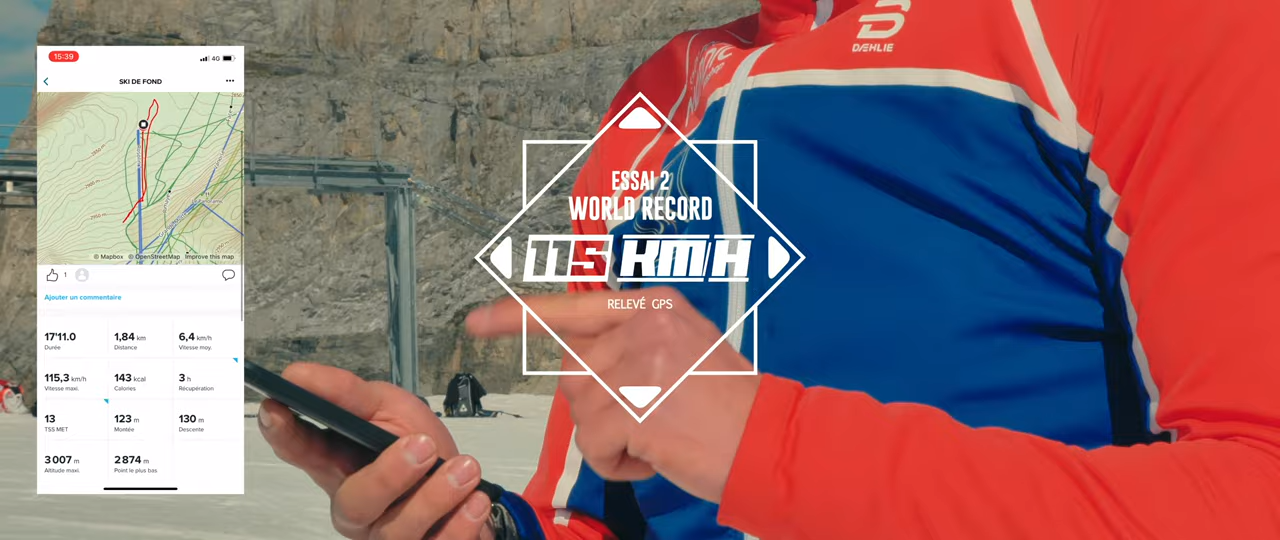 15:39
4G
SKI DE FOND
© Mapbox © OpenStreetMap Improve this map
1
Ajouter un commentaire
17'11.0
Durée
1,84 km
Distance
6,4 km/h
Vitesse moy.
115,3 km/h
Vitesse maxi.
143 kcal
Calories
3 h
Récupération
13
TSS MET
123 m
Montée
130 m
Descente
3 007 m
Altitude maxi.
2 874 m
Point le plus bas
ESSAI 2
WORLD RECORD
115 KM/H
RELEVÉ GPS
DÆHLIE